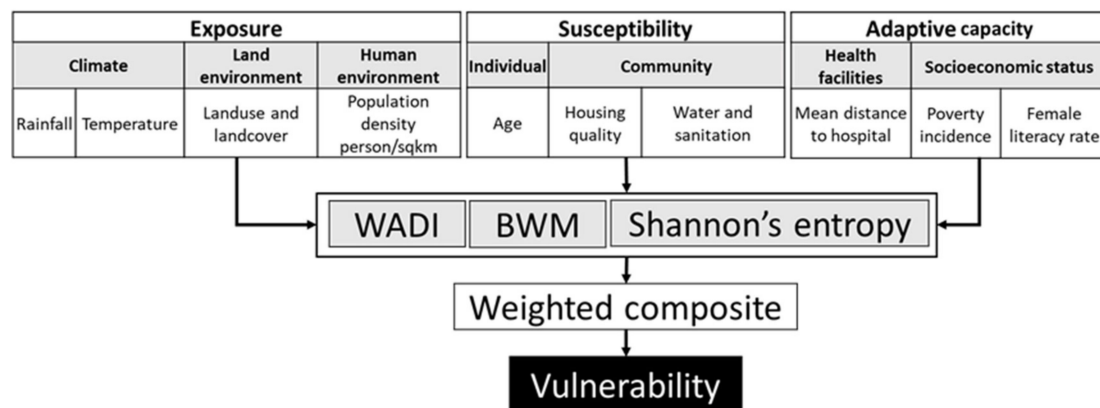 Exposure
Susceptibility
Adaptive capacity
Climate
Land
environment
Human
environment
Individual
Community
Health
facilities
Socioeconomic status
Rainfall
Temperature
Landuse and
landcover
Population
density
person/sqkm
Age
Housing
quality
Water and
sanitation
Mean distance
to hospital
Poverty
incidence
Female
literacy rate
WADI
BWM
Shannon's entropy
Weighted composite
Vulnerability